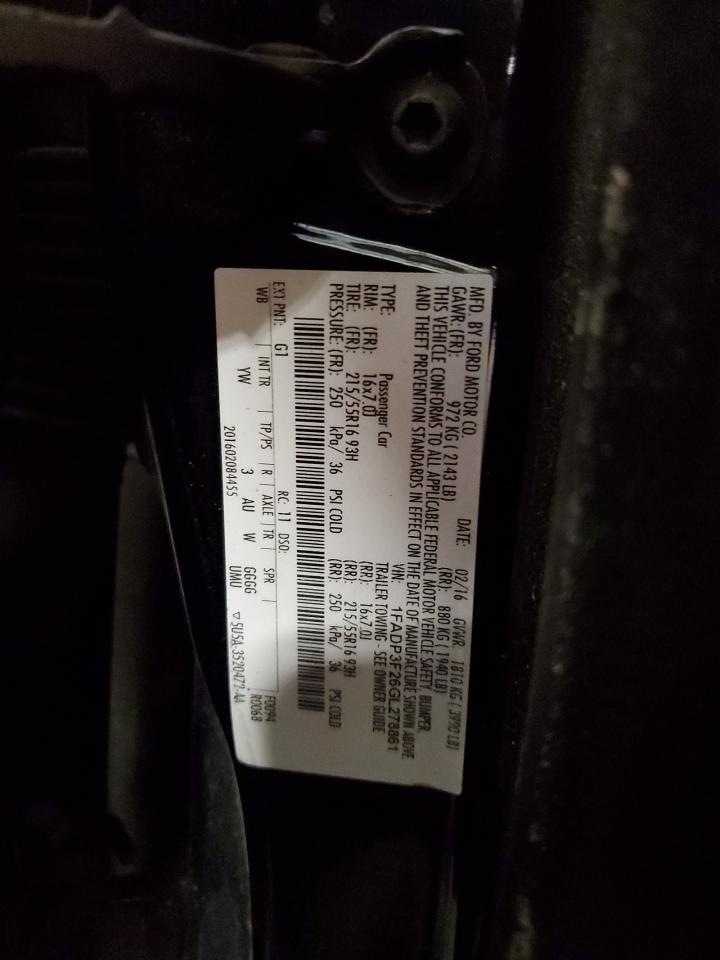 MFD. BY FORD MOTOR CO. DATE: 02/16 GVWR: 1810 KG ( 3990 LB)
GAWR: (FR): 972 KG ( 2143 LB) (RR): 880 KG ( 1940 LB)
THIS VEHICLE CONFORMS TO ALL APPLICABLE FEDERAL MOTOR VEHICLE SAFETY, BUMPER,
AND THEFT PREVENTION STANDARDS IN EFFECT ON THE DATE OF MANUFACTURE SHOWN ABOVE
VIN: 1FADP3F26GL278861
TYPE: Passenger Car TRAILER TOWING - SEE OWNER GUIDE
RIM: (FR): 16x7.0J (RR): 16x7.0J
TIRE: (FR): 215/55R16 93H (RR): 215/55R16 93H
PRESSURE: (FR): 250 kPa/ 36 PSI COLD (RR): 250 kPa/ 36 PSI COLD
EXT PNT: G1 RC: 11 DSO: F0094
WB INT TR TP/PS R AXLE TR SPR R0068
YW 3 AU W GGGG ▽5U5A-3520472-AA
201602084455 UMU